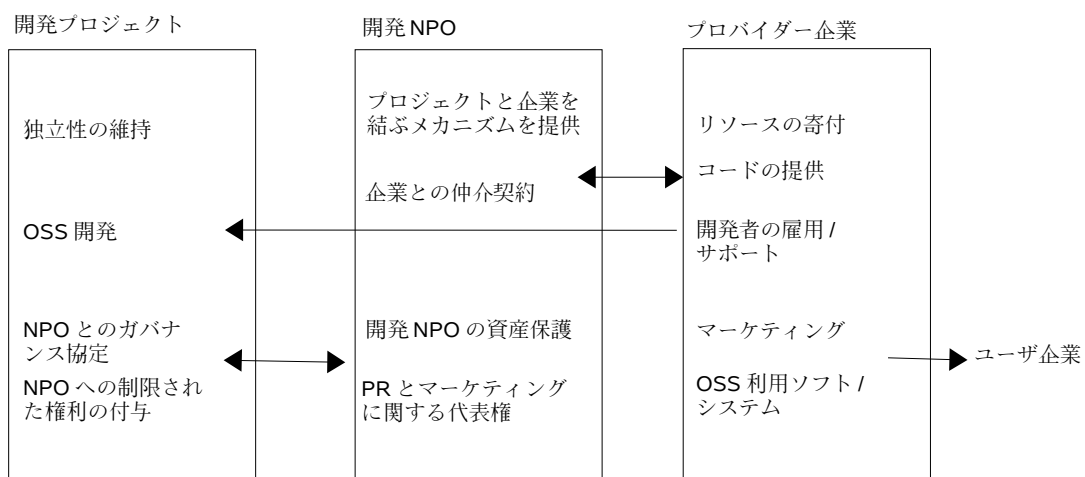 開発プロジェクト
独立性の維持
OSS 開発
NPO とのガバナ
ンス協定
NPO への制限され
た権利の付与
開発 NPO
プロジェクトと企業を
結ぶメカニズムを提供
企業との仲介契約
開発 NPO の資産保護
PR とマーケティング
に関する代表権
プロバイダー企業
リソースの寄付
コードの提供
開発者の雇用 /
サポート
マーケティング
OSS 利用ソフト /
システム
ユーザ企業